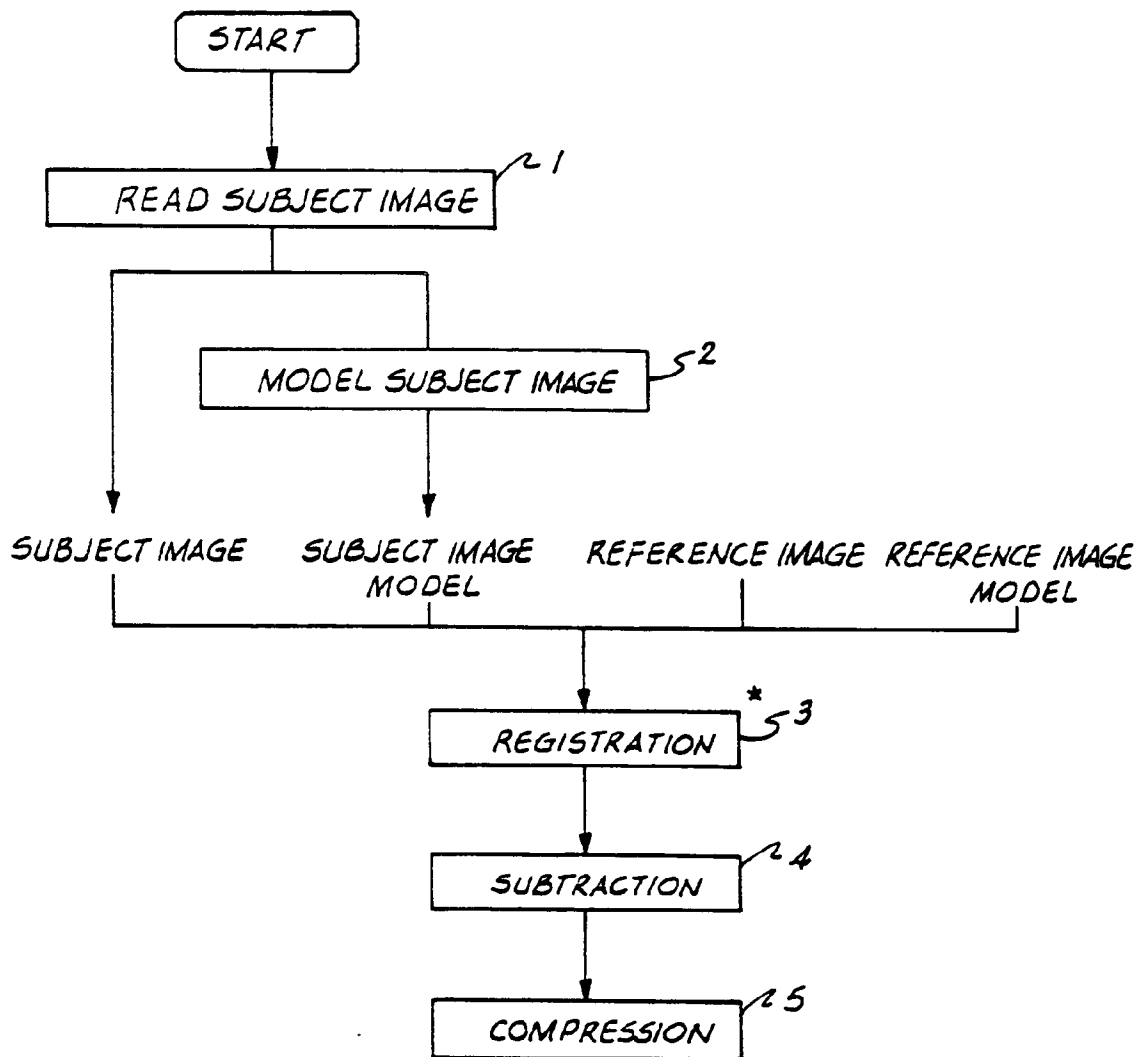 START
1
READ SUBJECT IMAGE
2
MODEL SUBJECT IMAGE
SUBJECT IMAGE
SUBJECT IMAGE
MODEL
REFERENCE IMAGE
REFERENCE IMAGE
MODEL
*
3
REGISTRATION
4
SUBTRACTION
5
COMPRESSION